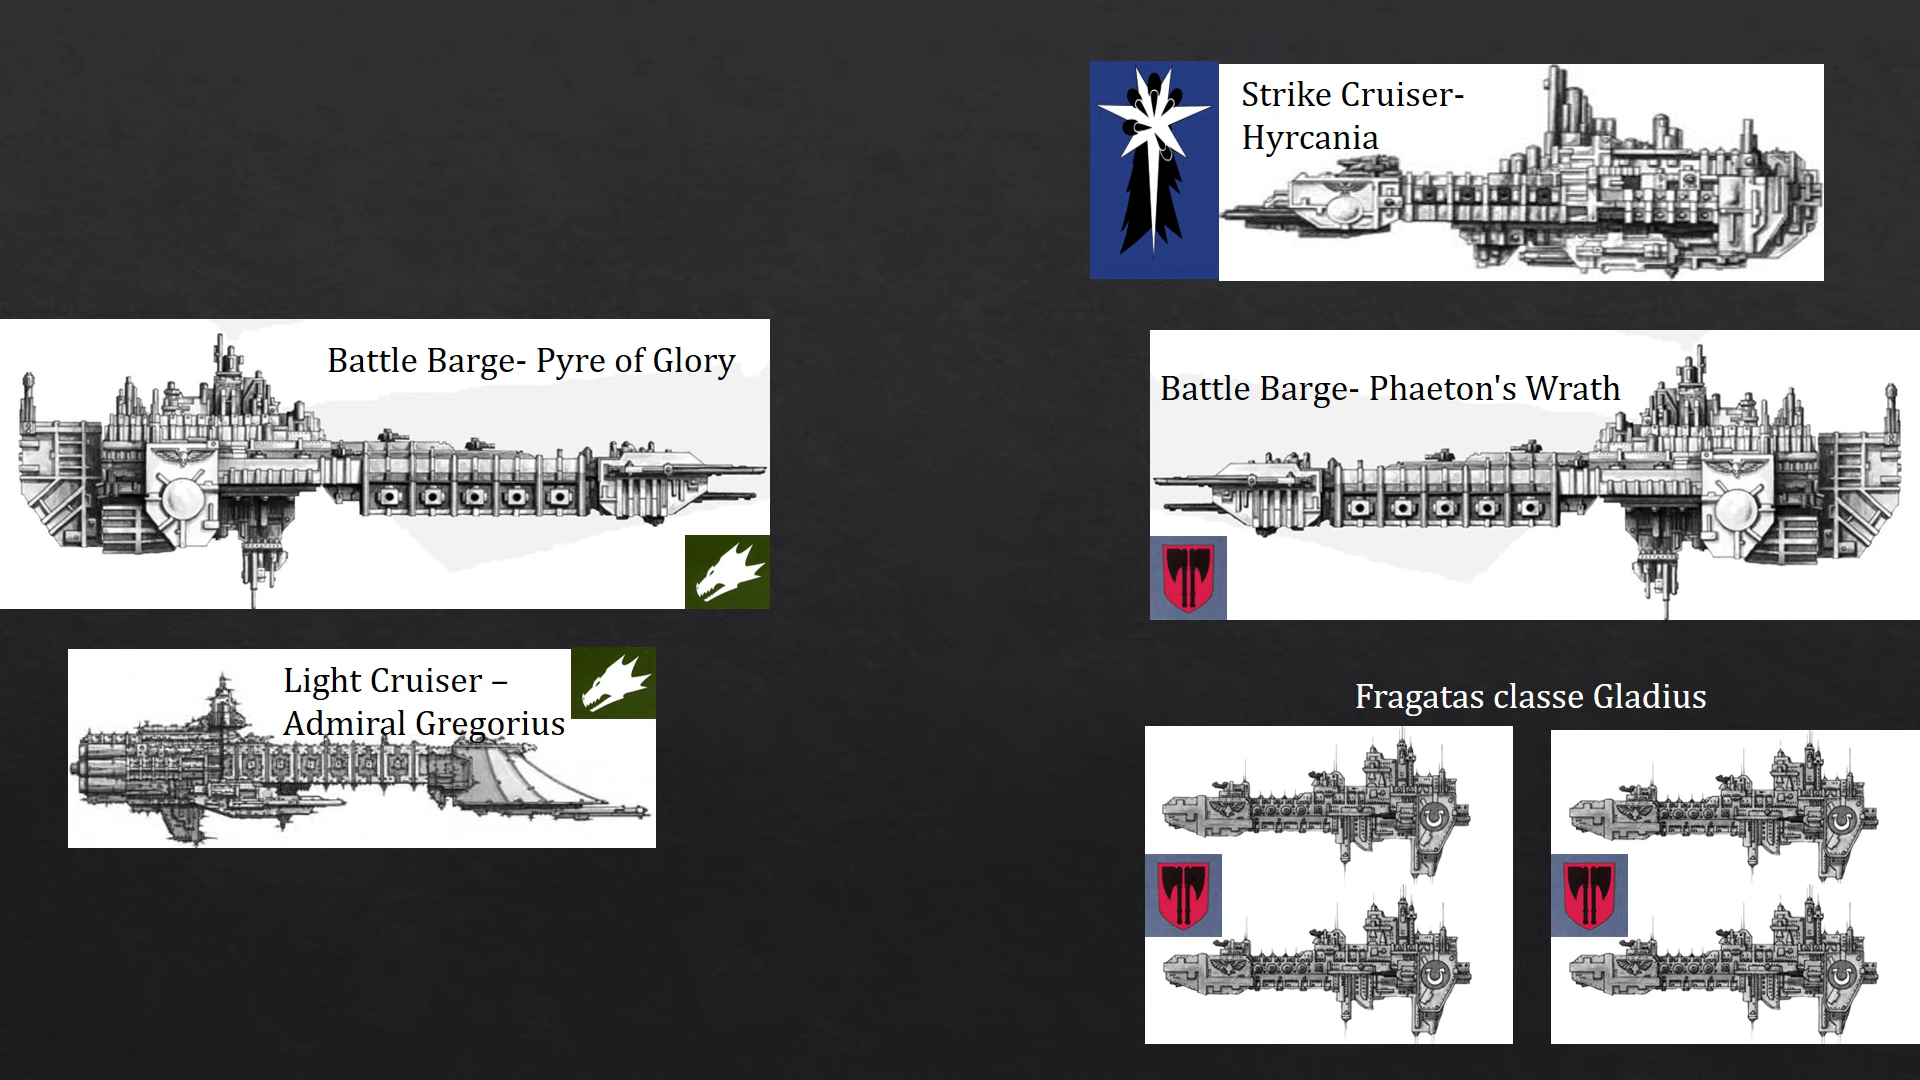 Strike Cruiser-
Hyrcania
Battle Barge- Pyre of Glory
Battle Barge- Phaeton's Wrath
Light Cruiser –
Admiral Gregorius
Fragatas classe Gladius